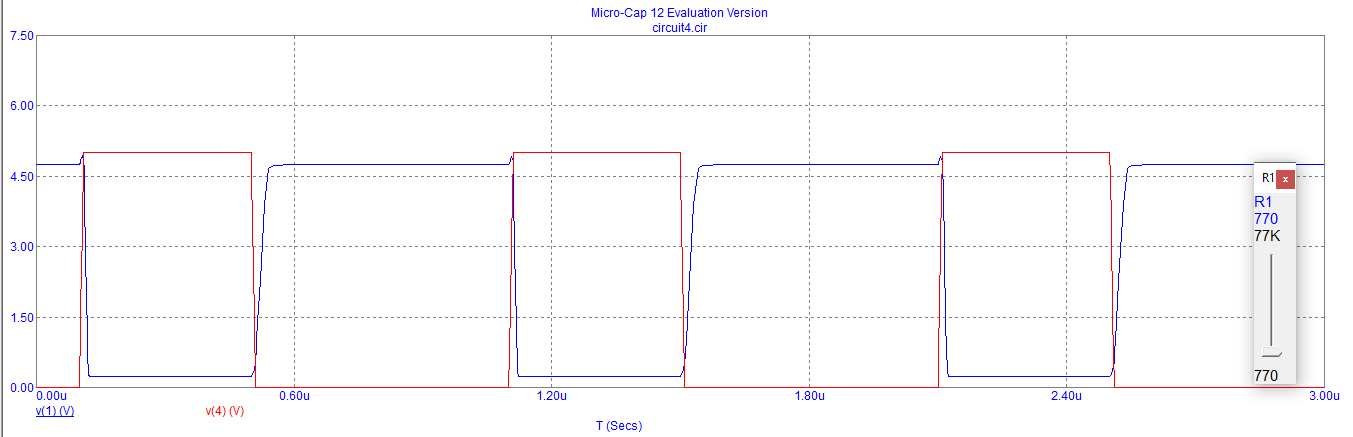 Micro-Cap 12 Evaluation Version
circuit4.cir
7.50
6.00
4.50
3.00
1.50
0.00
0.00u 0.60u 1.20u 1.80u 2.40u 3.00u
v(1) (V) v(4) (V)
T (Secs)
R1 x
R1
770
77K
770